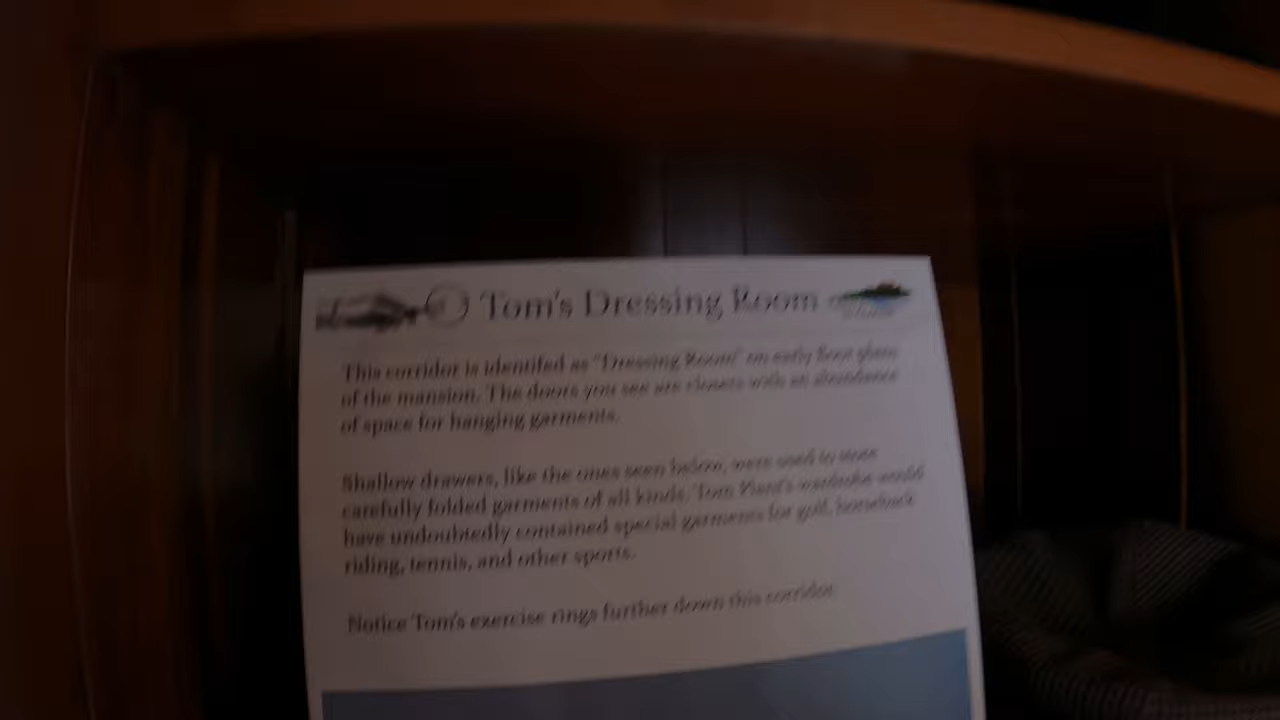 Tom's Dressing Room
This corridor is identifed as "Dressing Room" on early floor plans
of the mansion. The doors you see are closets with an abundance
of space for hanging garments.
Shallow drawers, like the ones seen below, were used to store
carefully folded garments of all kinds. Tom Plant's wardrobe would
have undoubtedly contained special garments for golf, horseback
riding, tennis, and other sports.
Notice Tom's exercise rings further down this corridor.